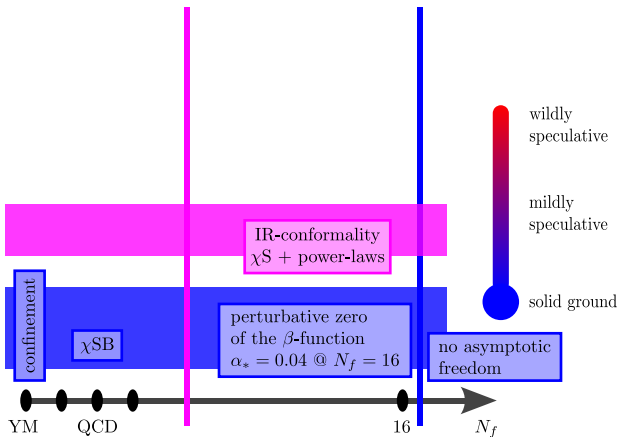 wildly
speculative
mildly
speculative
IR-conformality
χS + power-laws
solid ground
confinement
χSB
perturbative zero
of the β-function
α∗ = 0.04 @ N_f = 16
no asymptotic
freedom
YM QCD 16 N_f